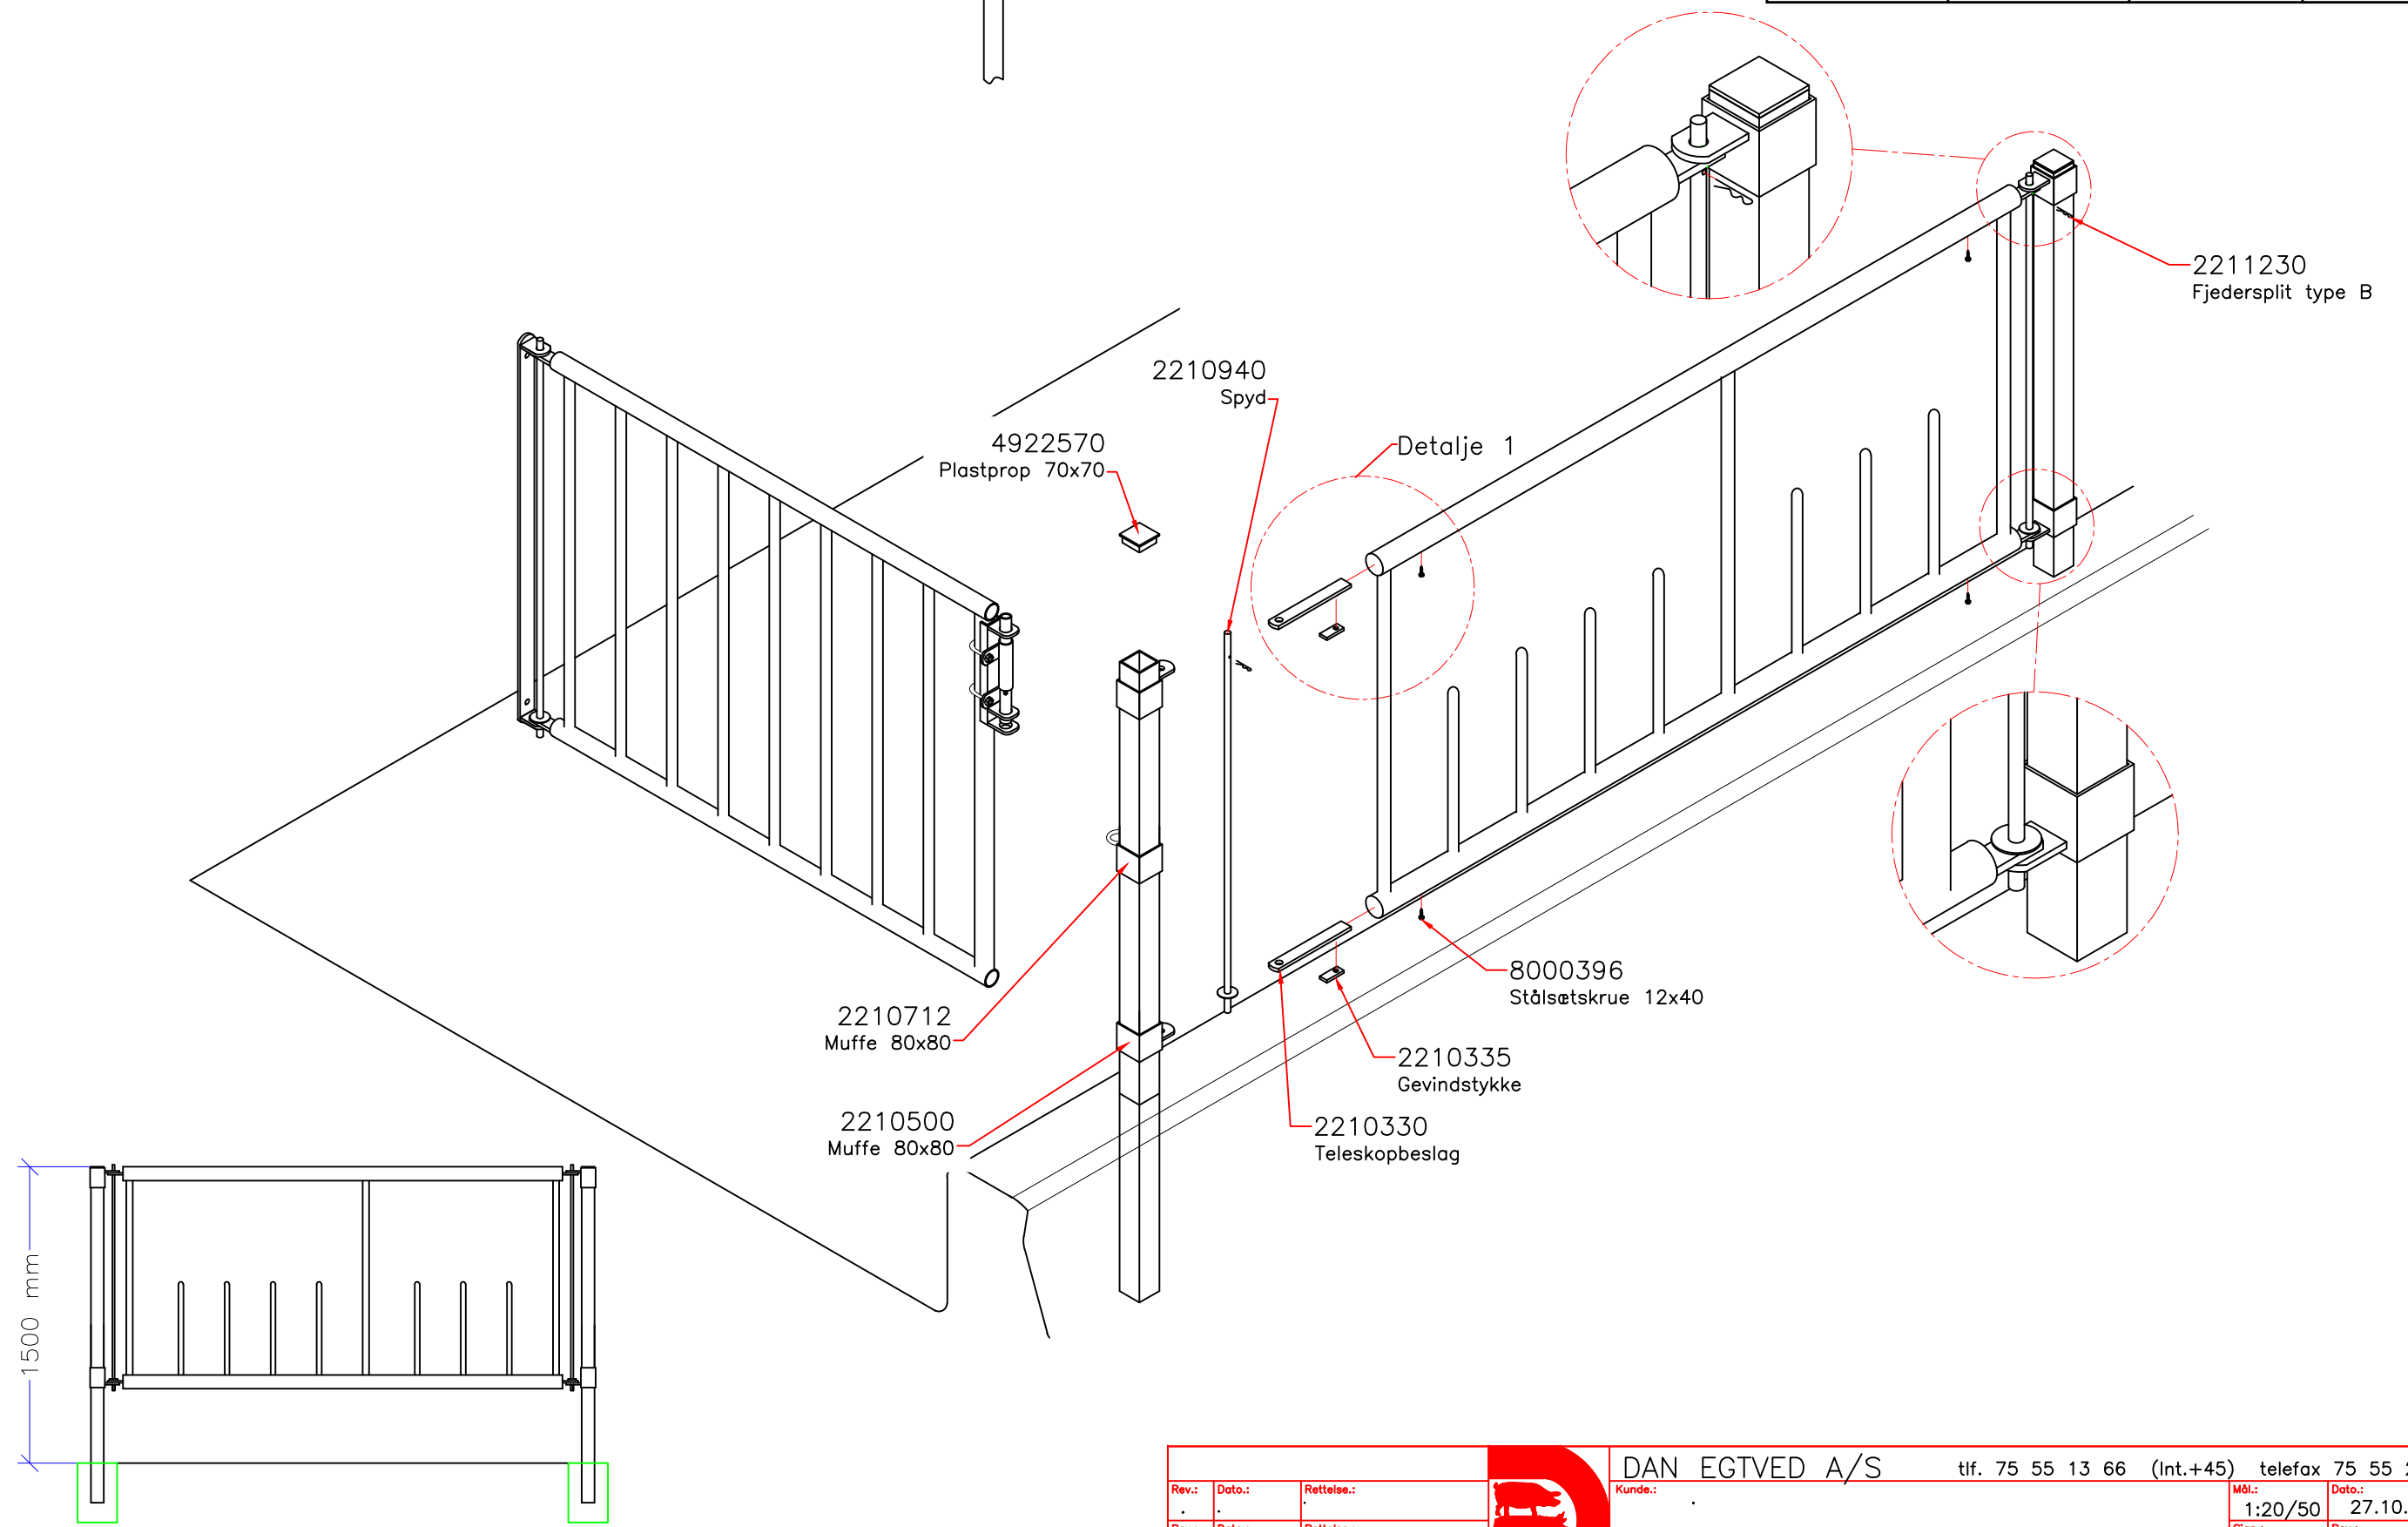 2211230
Fjedersplit type B
2210940
Spyd
4922570
Plastprop 70x70
Detalje 1
2210712
Muffe 80x80
2210500
Muffe 80x80
8000396
Stålsætskrue 12x40
2210335
Gevindstykke
2210330
Teleskopbeslag
1500 mm
DAN EGTVED A/S tlf. 75 55 13 66 (Int.+45) telefax 75 55
Rev.: Dato.: Rettelse.: Kunde.: Mål.: Dato.:
1:20/50 27.10.